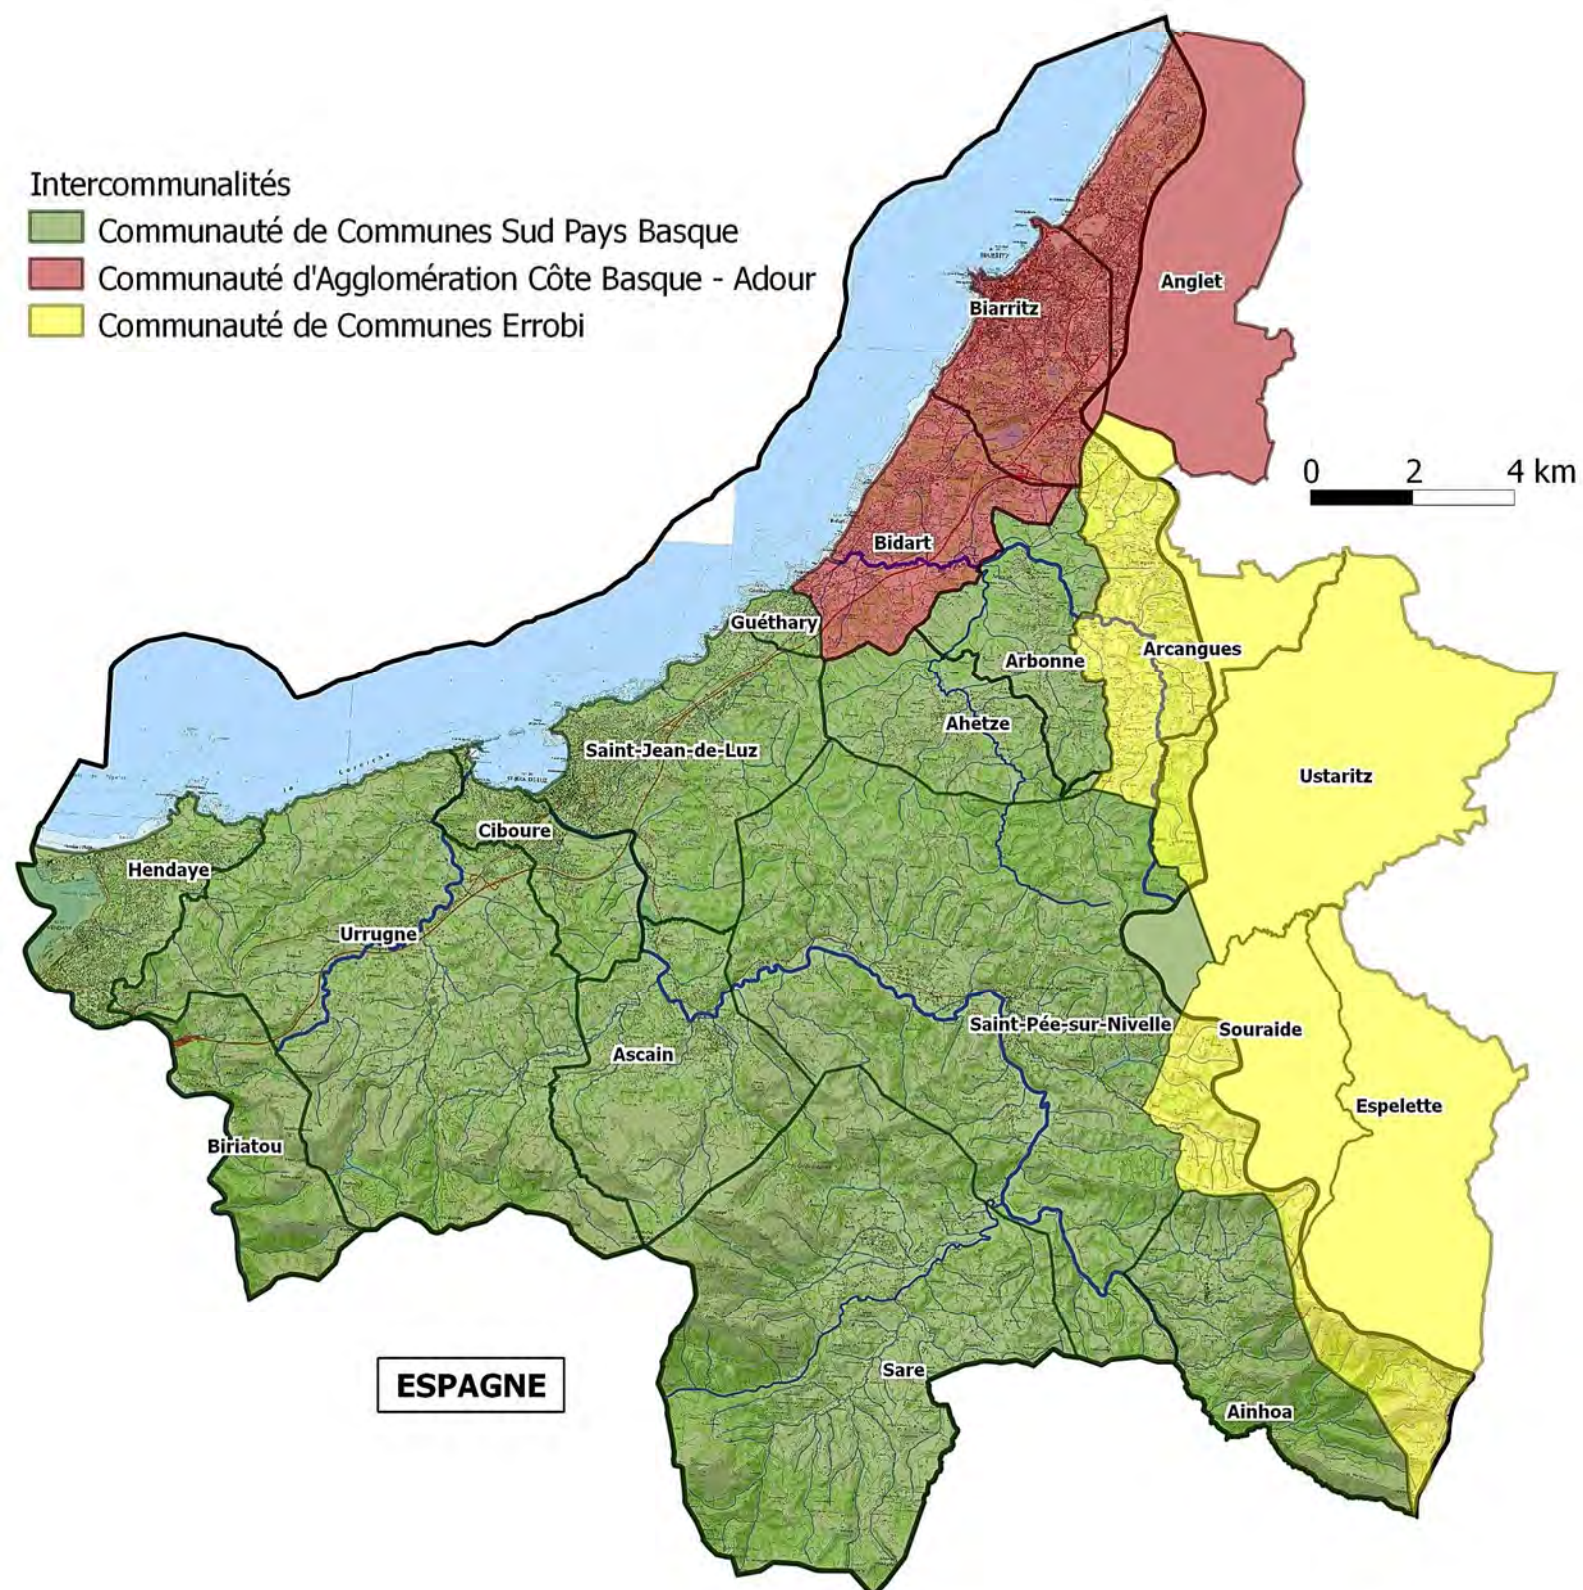 Intercommunalités
Communauté de Communes Sud Pays Basque
Communauté d'Agglomération Côte Basque - Adour
Communauté de Communes Errobi
Anglet
Biarritz
0 2 4 km
Bidart
Guéthary
Arbonne
Arcangues
Ahetze
Saint-Jean-de-Luz
Ustaritz
Ciboure
Hendaye
Urrugne
Saint-Pée-sur-Nivelle
Souraide
Ascain
Espelette
Biriatou
Sare
ESPAGNE
Ainhoa